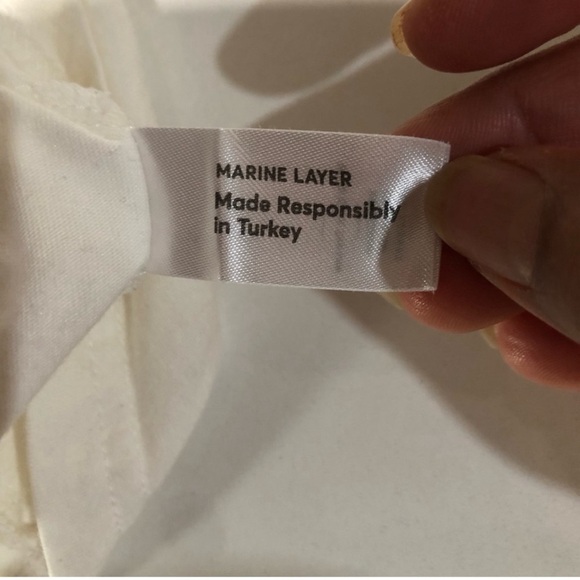 MARINE LAYER
Made Responsibly
in Turkey